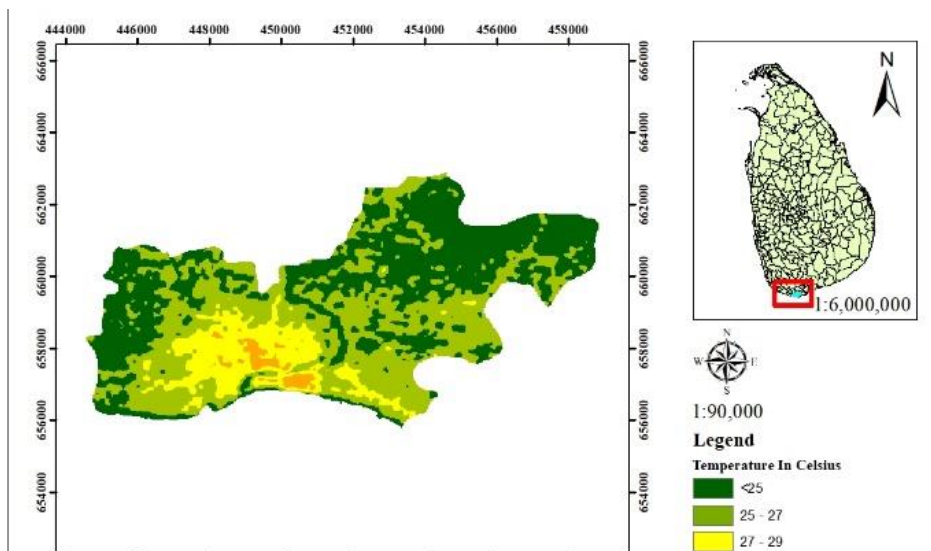 444000 446000 448000 450000 452000 454000 456000 458000
666000 666000
664000 664000
662000 662000
660000 660000
658000 658000
656000 656000
654000 654000
N
1:6,000,000
N
W E
S
1:90,000
Legend
Temperature In Celsius
<25
25 - 27
27 - 29